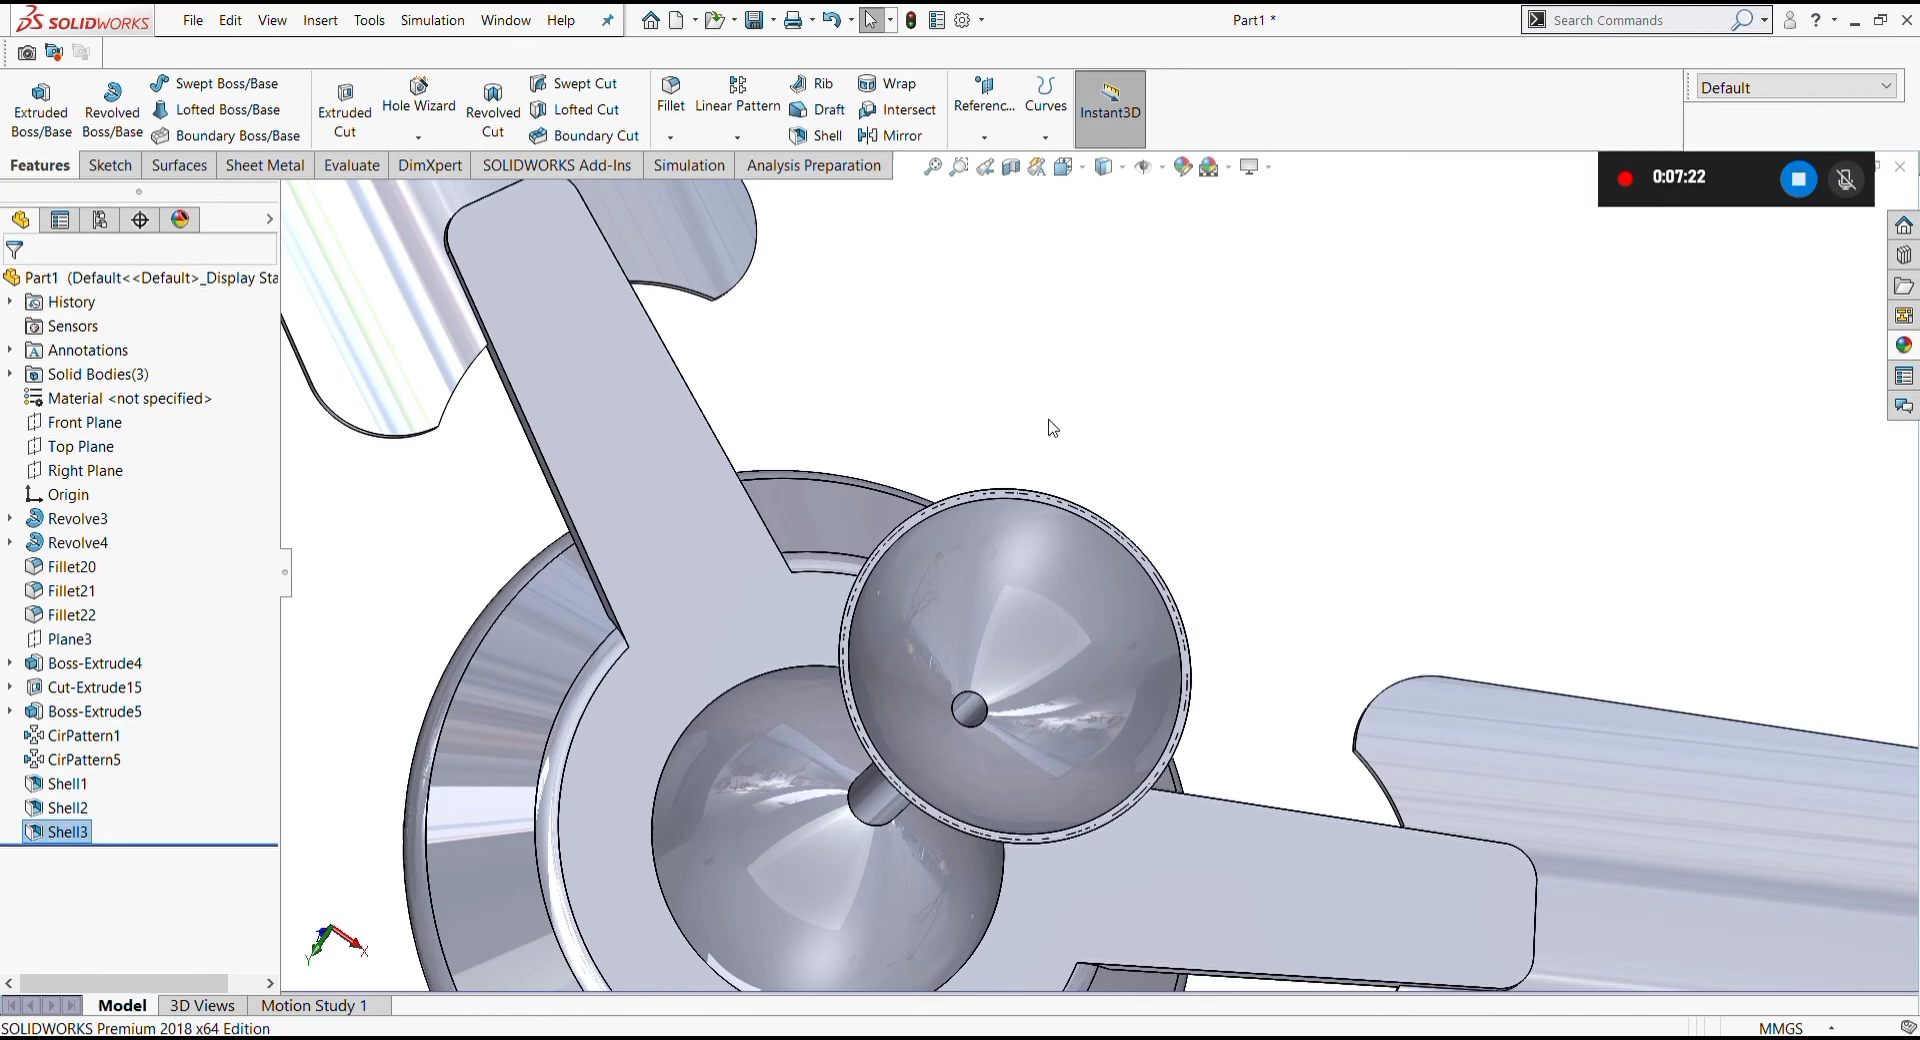 SOLIDWORKS File Edit View Insert Tools Simulation Window Help Part1 * Search Commands
Extruded Boss/Base
Revolved Boss/Base
Swept Boss/Base
Lofted Boss/Base
Boundary Boss/Base
Extruded Cut
Hole Wizard
Revolved Cut
Swept Cut
Lofted Cut
Boundary Cut
Fillet
Linear Pattern
Rib
Draft
Shell
Wrap
Intersect
Mirror
Referenc...
Curves
Instant3D
Default
Features Sketch Surfaces Sheet Metal Evaluate DimXpert SOLIDWORKS Add-Ins Simulation Analysis Preparation
0:07:22
Part1 (Default<<Default>_Display Sta
History
Sensors
Annotations
Solid Bodies(3)
Material <not specified>
Front Plane
Top Plane
Right Plane
Origin
Revolve3
Revolve4
Fillet20
Fillet21
Fillet22
Plane3
Boss-Extrude4
Cut-Extrude15
Boss-Extrude5
CirPattern1
CirPattern5
Shell1
Shell2
Shell3
Y X
Model 3D Views Motion Study 1
SOLIDWORKS Premium 2018 x64 Edition MMGS